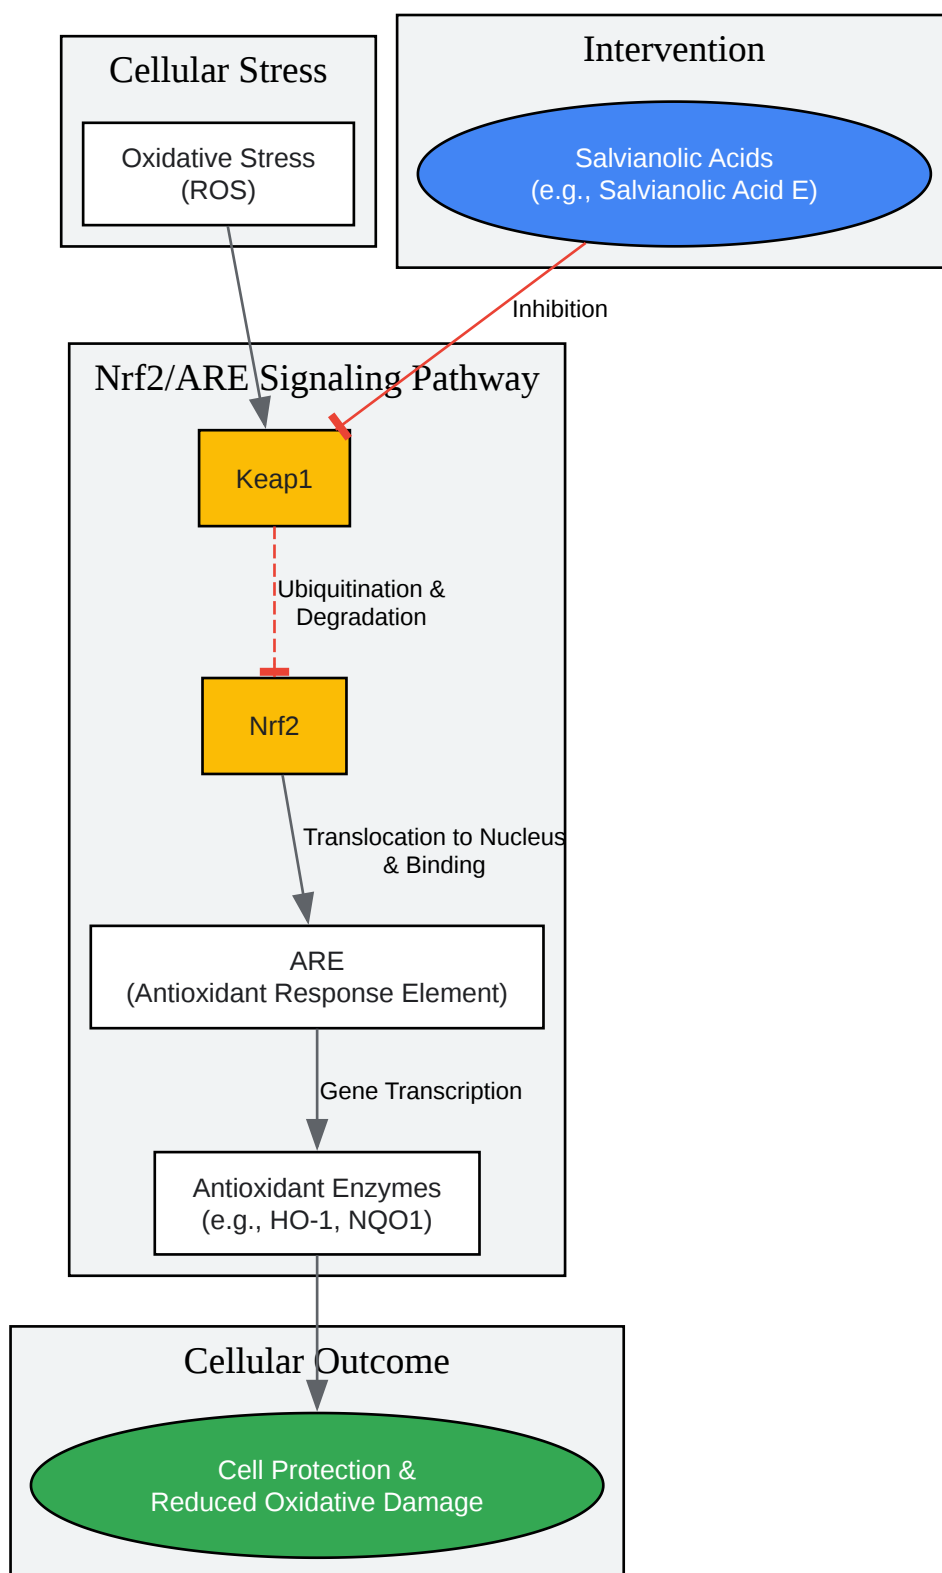 Cellular Stress
Oxidative Stress
(ROS)
Intervention
Salvianolic Acids
(e.g., Salvianolic Acid E)
Inhibition
Nrf2/ARE Signaling Pathway
Keap1
Ubiquitination &
Degradation
Nrf2
Translocation to Nucleus
& Binding
ARE
(Antioxidant Response Element)
Gene Transcription
Antioxidant Enzymes
(e.g., HO-1, NQO1)
Cellular Outcome
Cell Protection &
Reduced Oxidative Damage